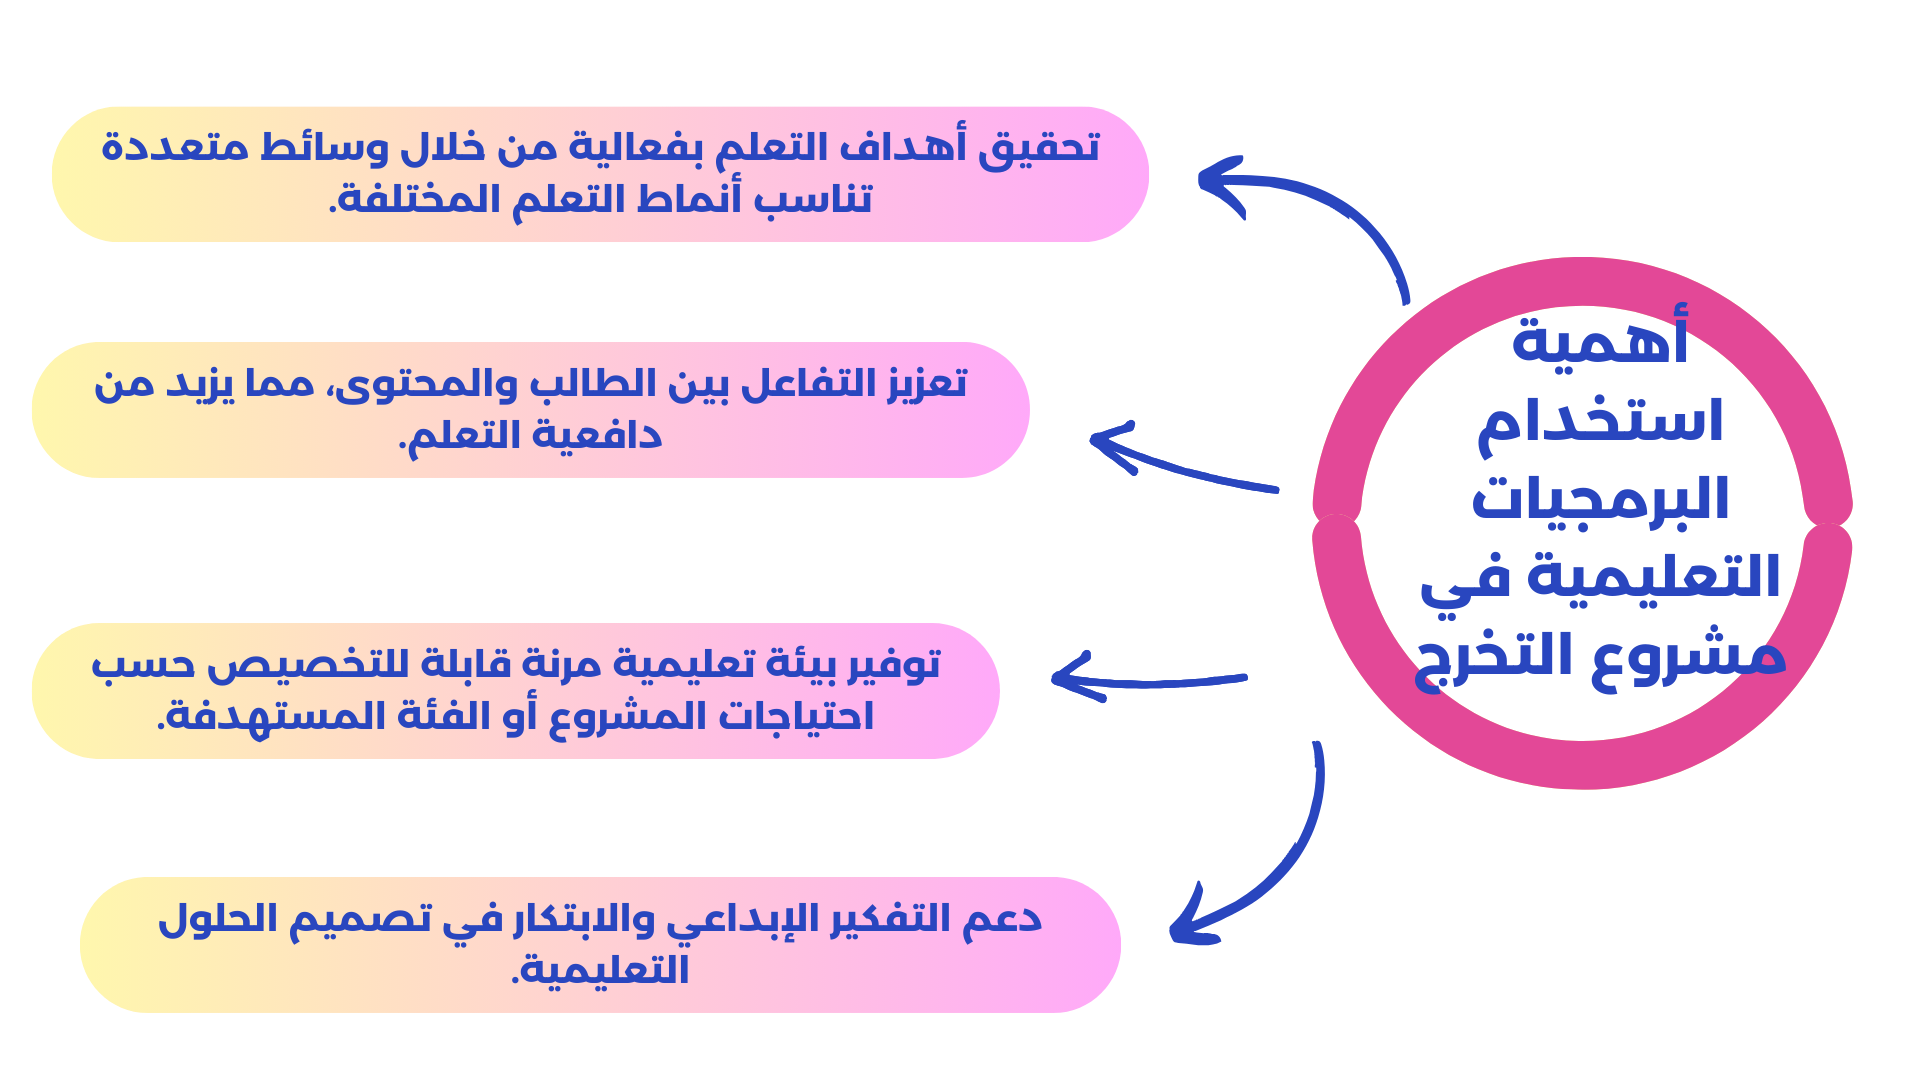 أهمية
استخدام
البرمجيات
التعليمية في
مشروع التخرج
تحقيق أهداف التعلم بفعالية من خلال وسائط متعددة
تناسب أنماط التعلم المختلفة.
تعزيز التفاعل بين الطالب والمحتوى، مما يزيد من
دافعية التعلم.
توفير بيئة تعليمية مرنة قابلة للتخصيص حسب
احتياجات المشروع أو الفئة المستهدفة.
دعم التفكير الإبداعي والابتكار في تصميم الحلول
التعليمية.